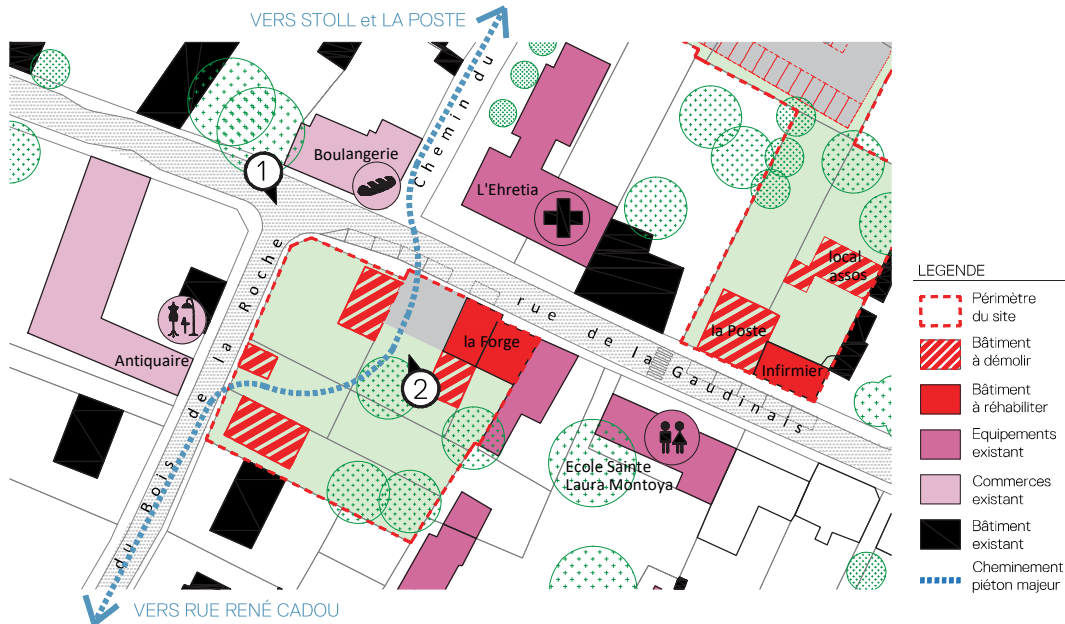 VERS STOLL et LA POSTE
Chemin du
Boulangerie
1
L'Ehretia
local
assos
la Poste
Infirmier
rue de la Gaudinais
la Forge
2
Antiquaire
du Bois de la Roche
Ecole Sainte
Laura Montoya
VERS RUE RENÉ CADOU
LEGENDE
Périmètre
du site
Bâtiment
à démolir
Bâtiment
à réhabiliter
Equipements
existant
Commerces
existant
Bâtiment
existant
Cheminement
piéton majeur